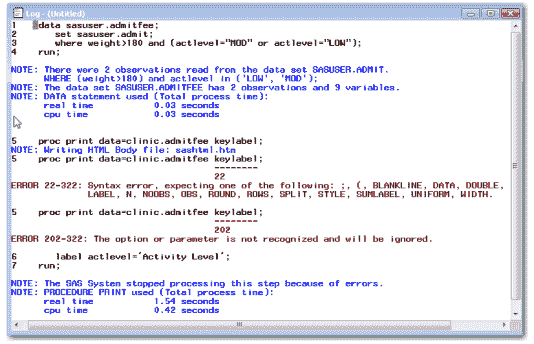 Log - (Untitled)
1 data sasuser.admitfee;
2 set sasuser.admit;
3 where weight>180 and (actlevel="MOD" or actlevel="LOW");
4 run;
NOTE: There were 2 observations read from the data set SASUSER.ADMIT.
WHERE (weight>180) and actlevel in ('LOW', 'MOD');
NOTE: The data set SASUSER.ADMITFEE has 2 observations and 9 variables.
NOTE: DATA statement used (Total process time):
real time 0.03 seconds
cpu time 0.03 seconds
5 proc print data=clinic.admitfee keylabel;
NOTE: Writing HTML Body file: sashtml.htm
5 proc print data=clinic.admitfee keylabel;
--------
22
ERROR 22-322: Syntax error, expecting one of the following: ;, (, BLANKLINE, DATA, DOUBLE,
LABEL, N, NOOBS, OBS, ROUND, ROWS, SPLIT, STYLE, SUMLABEL, UNIFORM, WIDTH.
5 proc print data=clinic.admitfee keylabel;
--------
202
ERROR 202-322: The option or parameter is not recognized and will be ignored.
6 label actlevel='Activity Level';
7 run;
NOTE: The SAS System stopped processing this step because of errors.
NOTE: PROCEDURE PRINT used (Total process time):
real time 1.54 seconds
cpu time 0.42 seconds